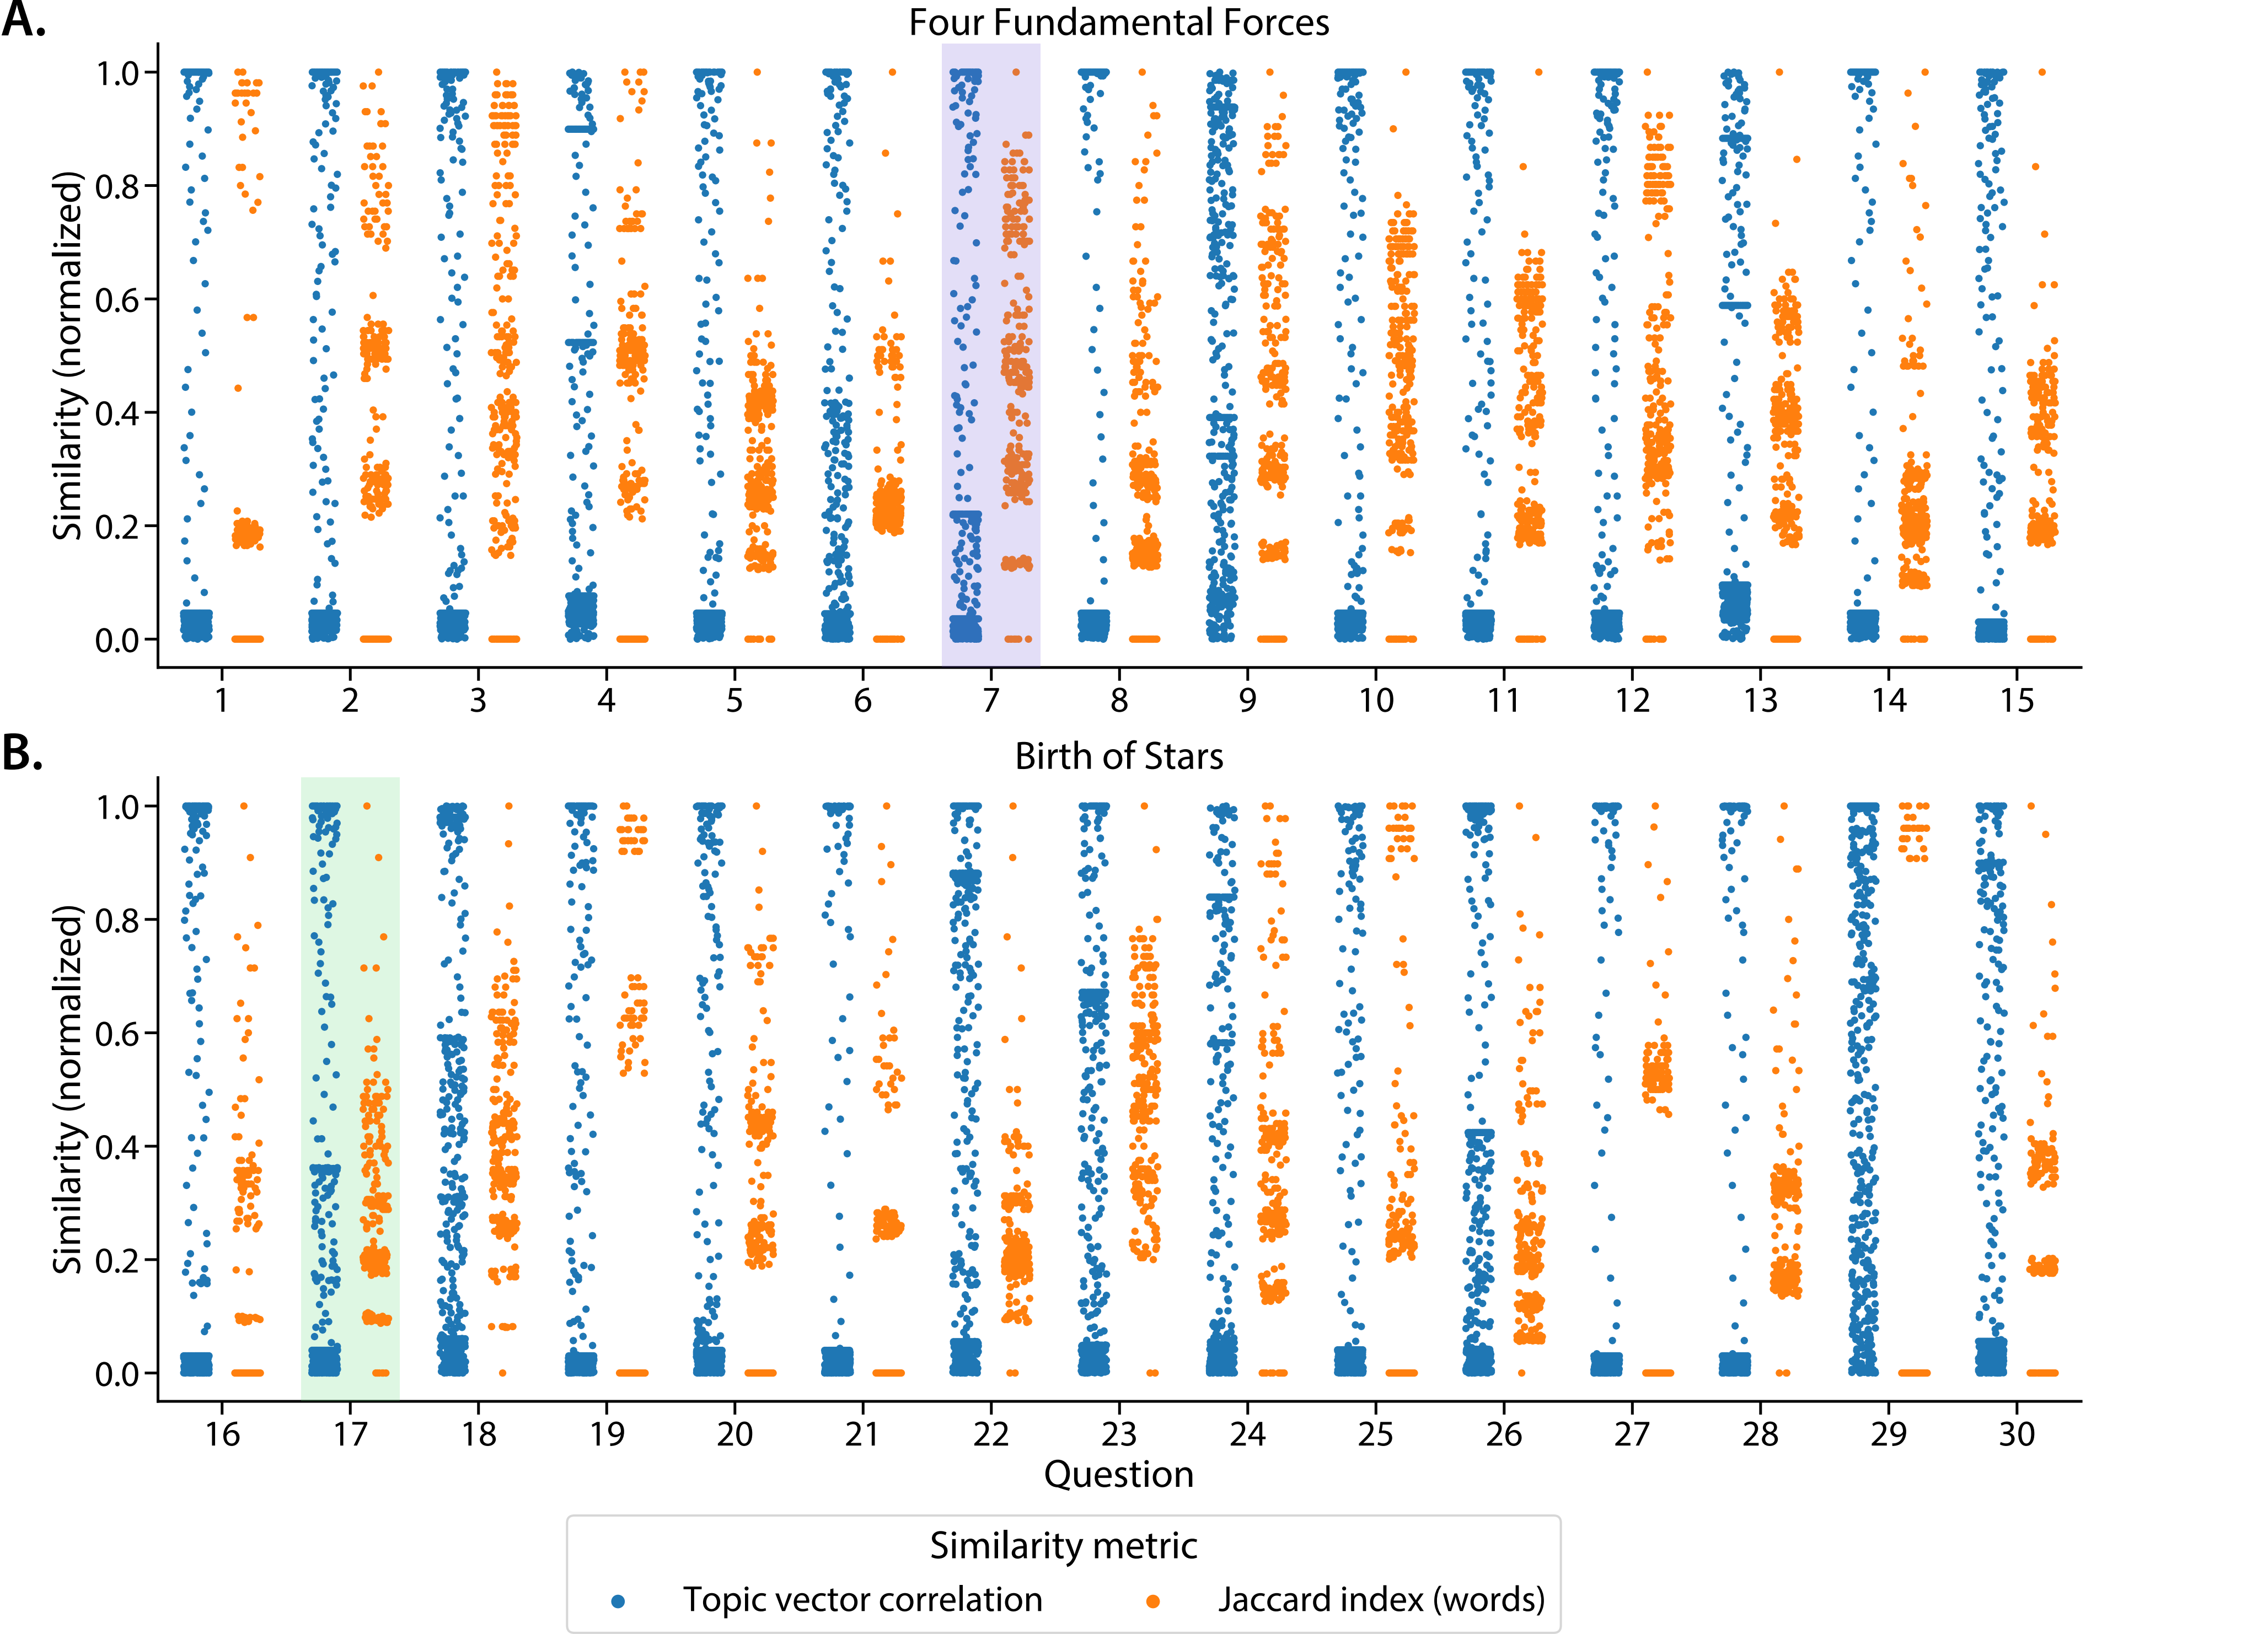 A.
Four Fundamental Forces
Similarity (normalized)
1.0
0.8
0.6
0.4
0.2
0.0
1 2 3 4 5 6 7 8 9 10 11 12 13 14 15
B.
Birth of Stars
Similarity (normalized)
1.0
0.8
0.6
0.4
0.2
0.0
16 17 18 19 20 21 22 23 24 25 26 27 28 29 30
Question
Similarity metric
Topic vector correlation Jaccard index (words)